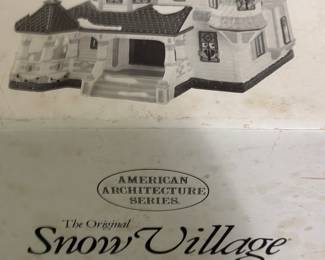 AMERICAN
ARCHITECTURE
SERIES.
The Original
Snow Village